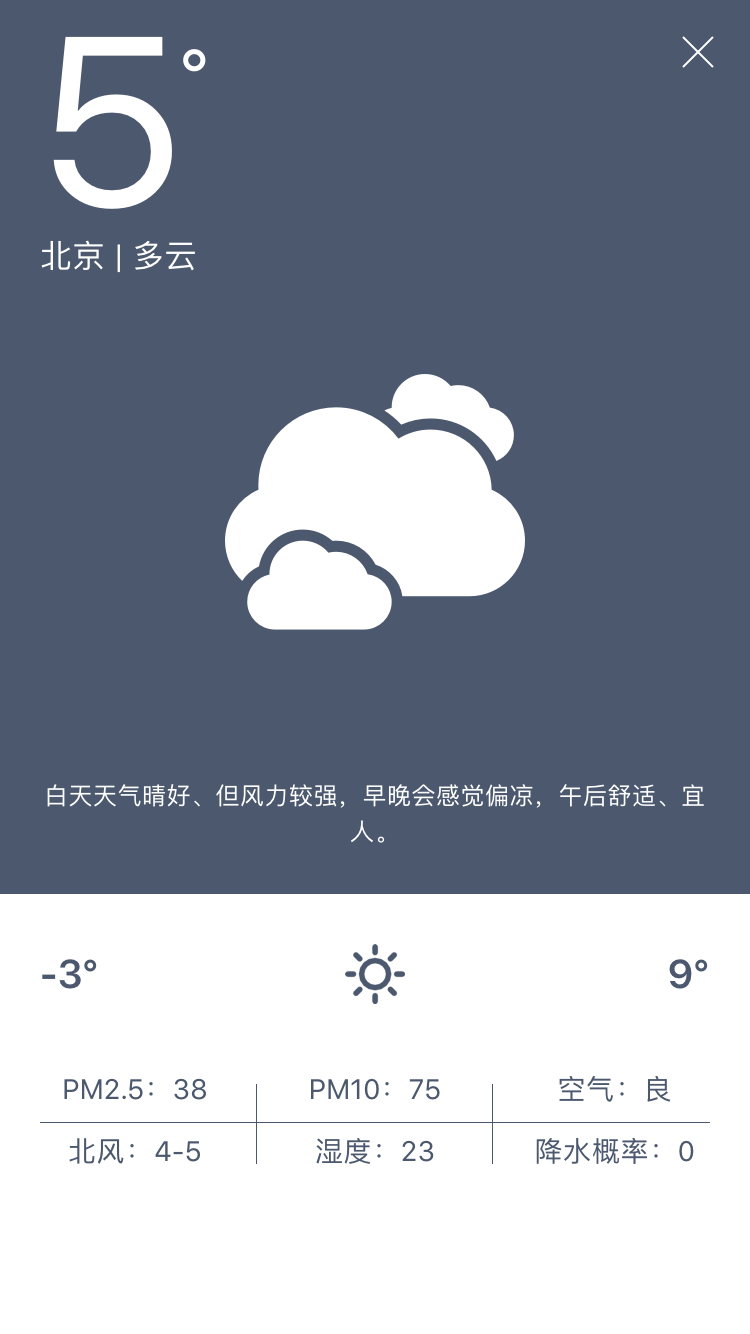 5°
北京 | 多云
白天天气晴好、但风力较强，早晚会感觉偏凉，午后舒适、宜
人。
-3° 9°
PM2.5：38 PM10：75 空气：良
北风：4-5 湿度：23 降水概率：0